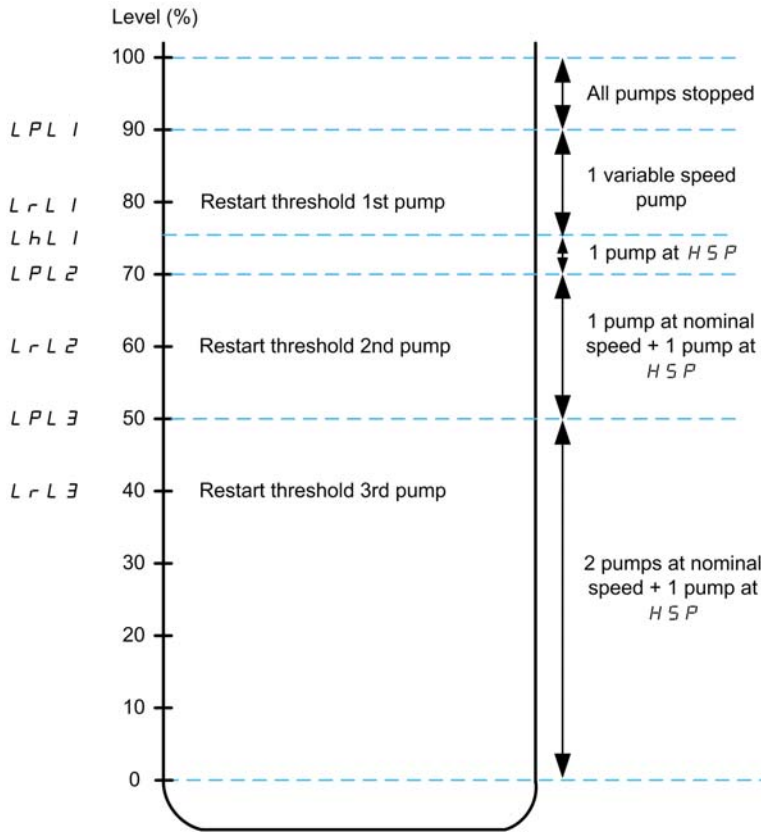 Level (%)
100
All pumps stopped
LPL1
90
1 variable speed
pump
LrL1
80
Restart threshold 1st pump
LhL1
1 pump at HSP
LPL2
70
1 pump at nominal
speed + 1 pump at
HSP
LrL2
60
Restart threshold 2nd pump
LPL3
50
LrL3
40
Restart threshold 3rd pump
30
2 pumps at nominal
speed + 1 pump at
HSP
20
10
0